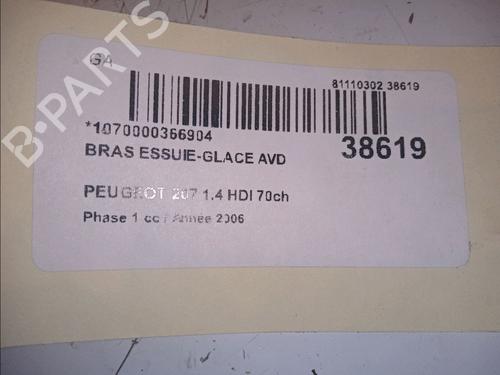 GA
81110302 38619
*1070000366904
38619
BRAS ESSUIE-GLACE AVD
PEUGEOT 207 1.4 HDI 70ch
Phase 1 cc / Année 2006
B-PARTS